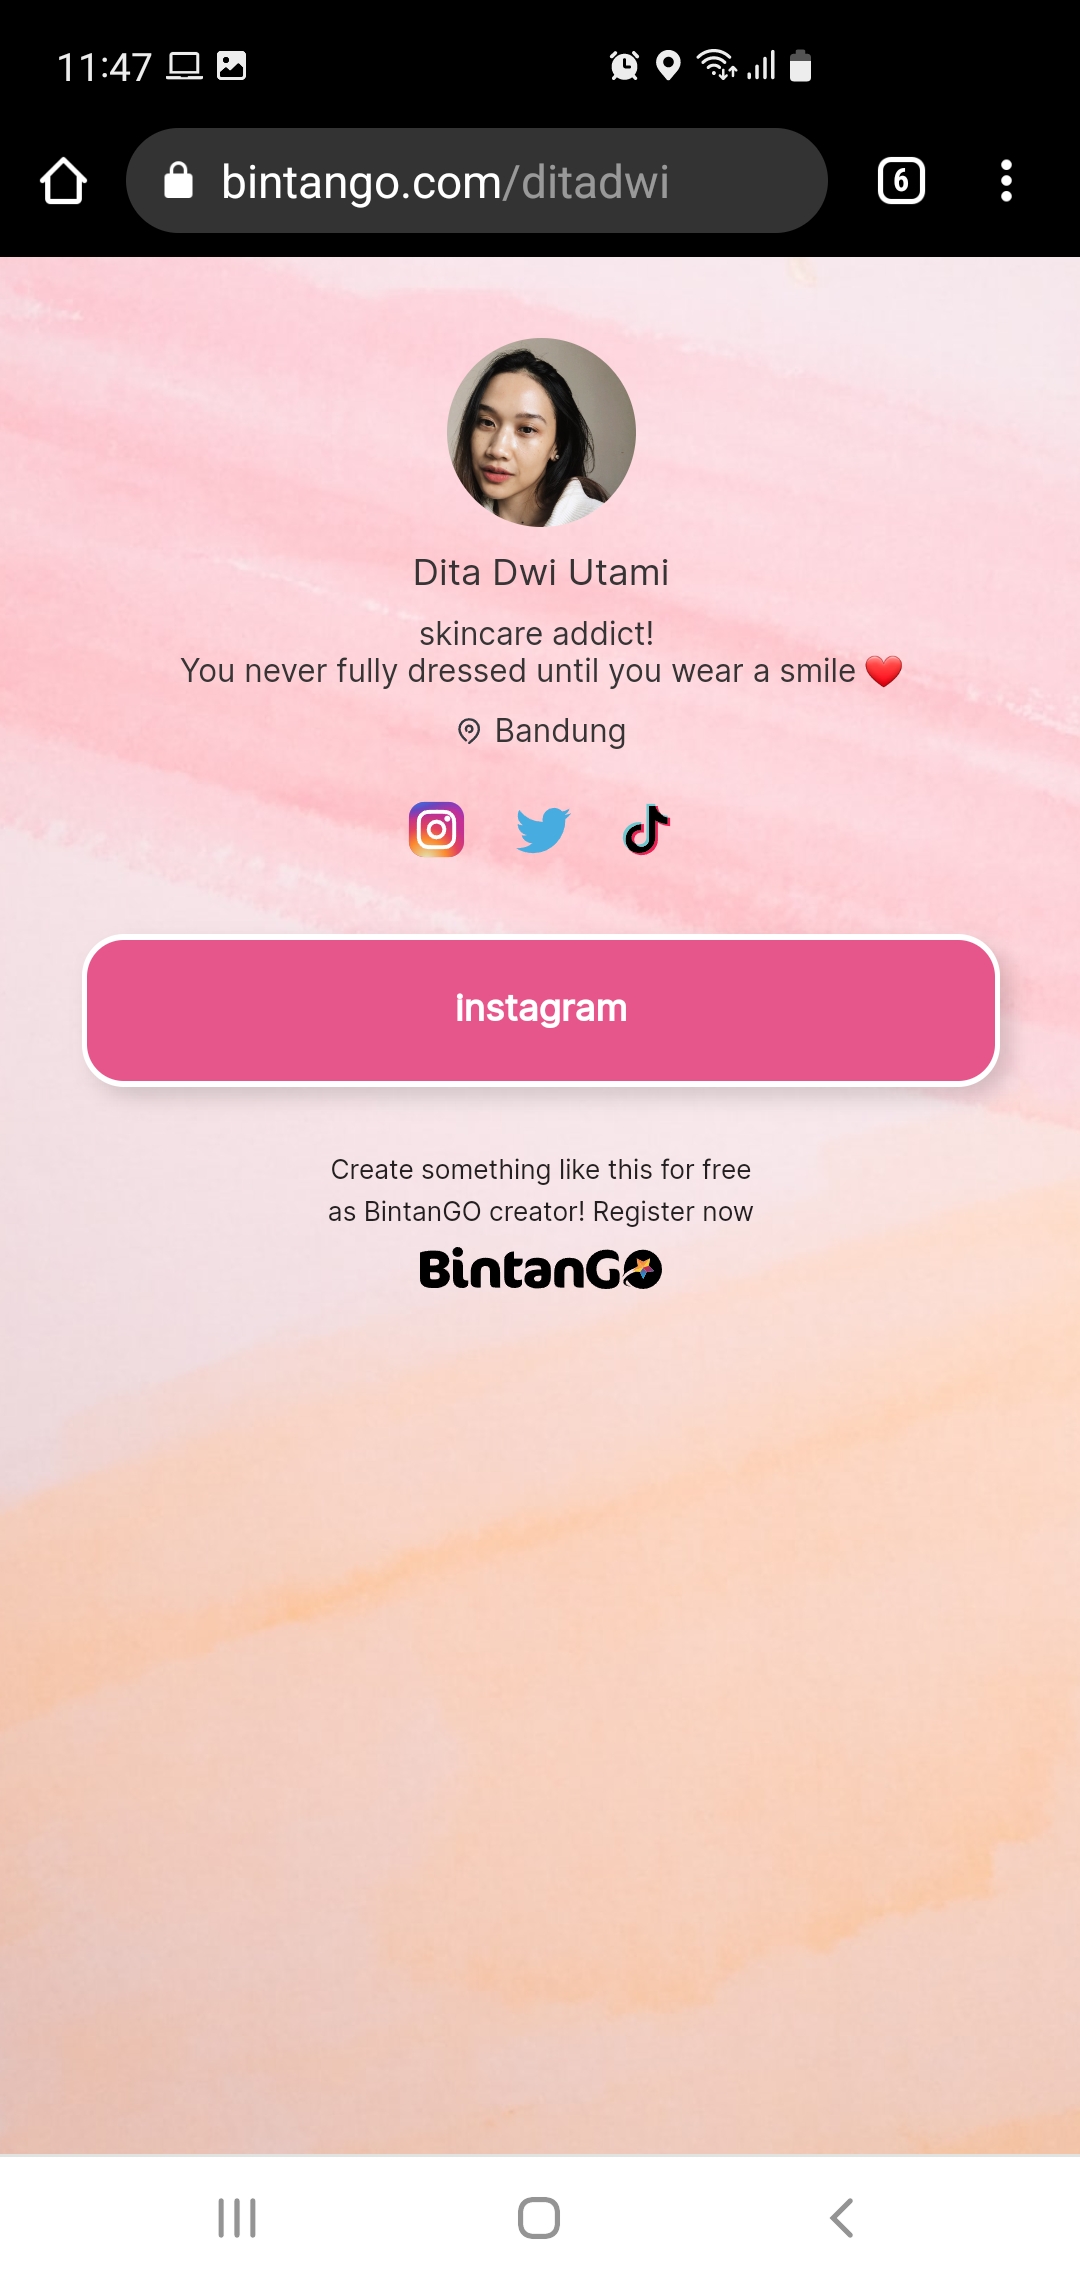 11:47
bintango.com/ditadwi
6
Dita Dwi Utami
skincare addict!
You never fully dressed until you wear a smile ❤️
Bandung
instagram
Create something like this for free
as BintanGO creator! Register now
BintanGO